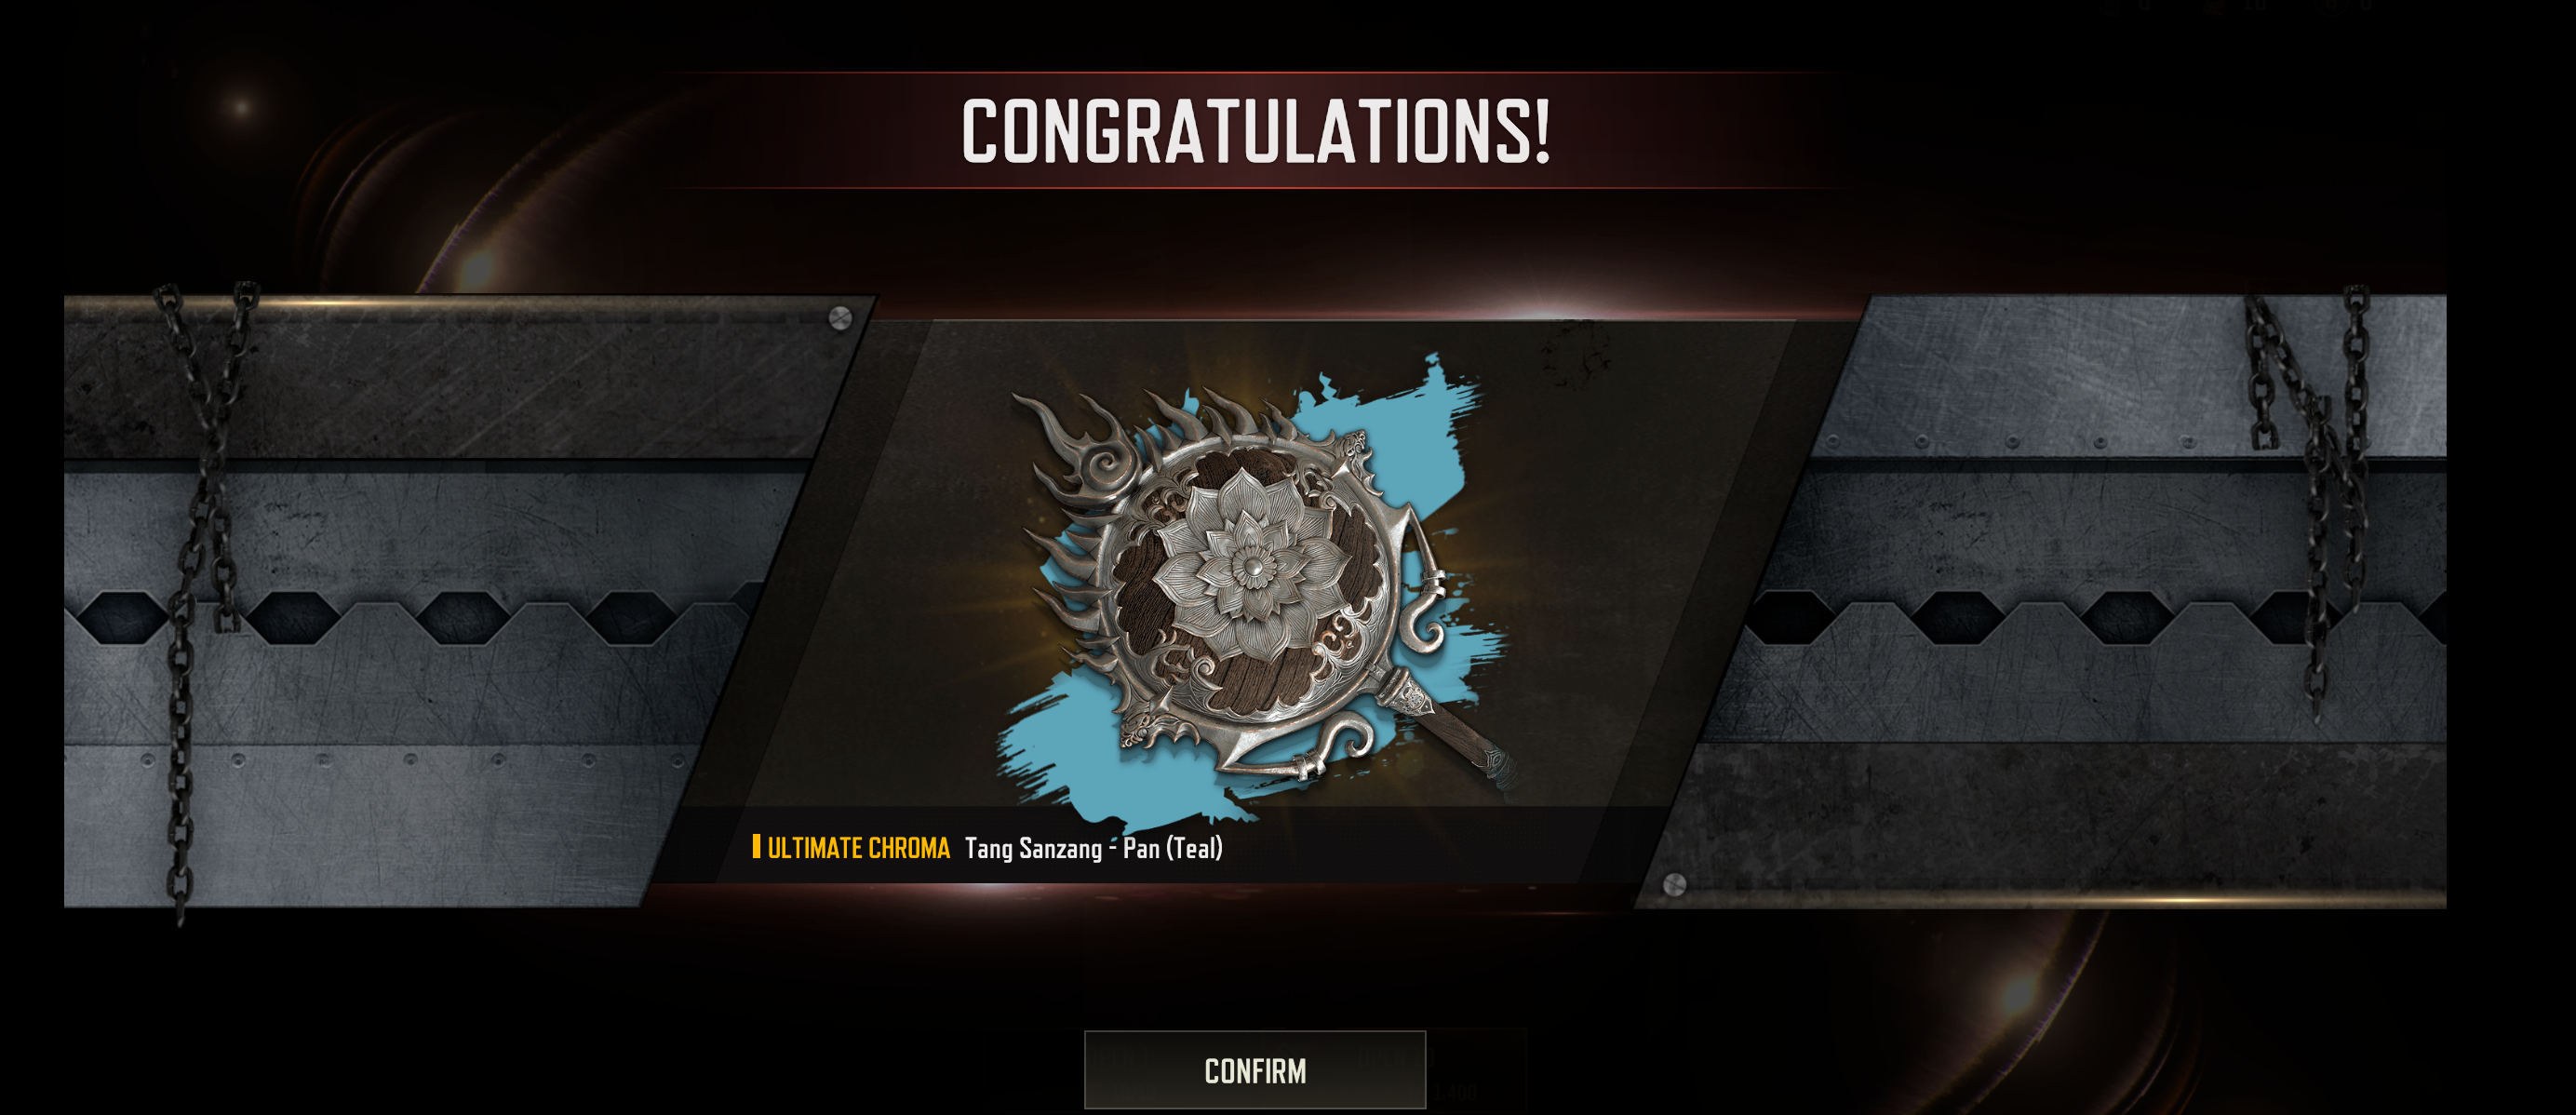 CONGRATULATIONS!
ULTIMATE CHROMA Tang Sanzang - Pan (Teal)
CONFIRM